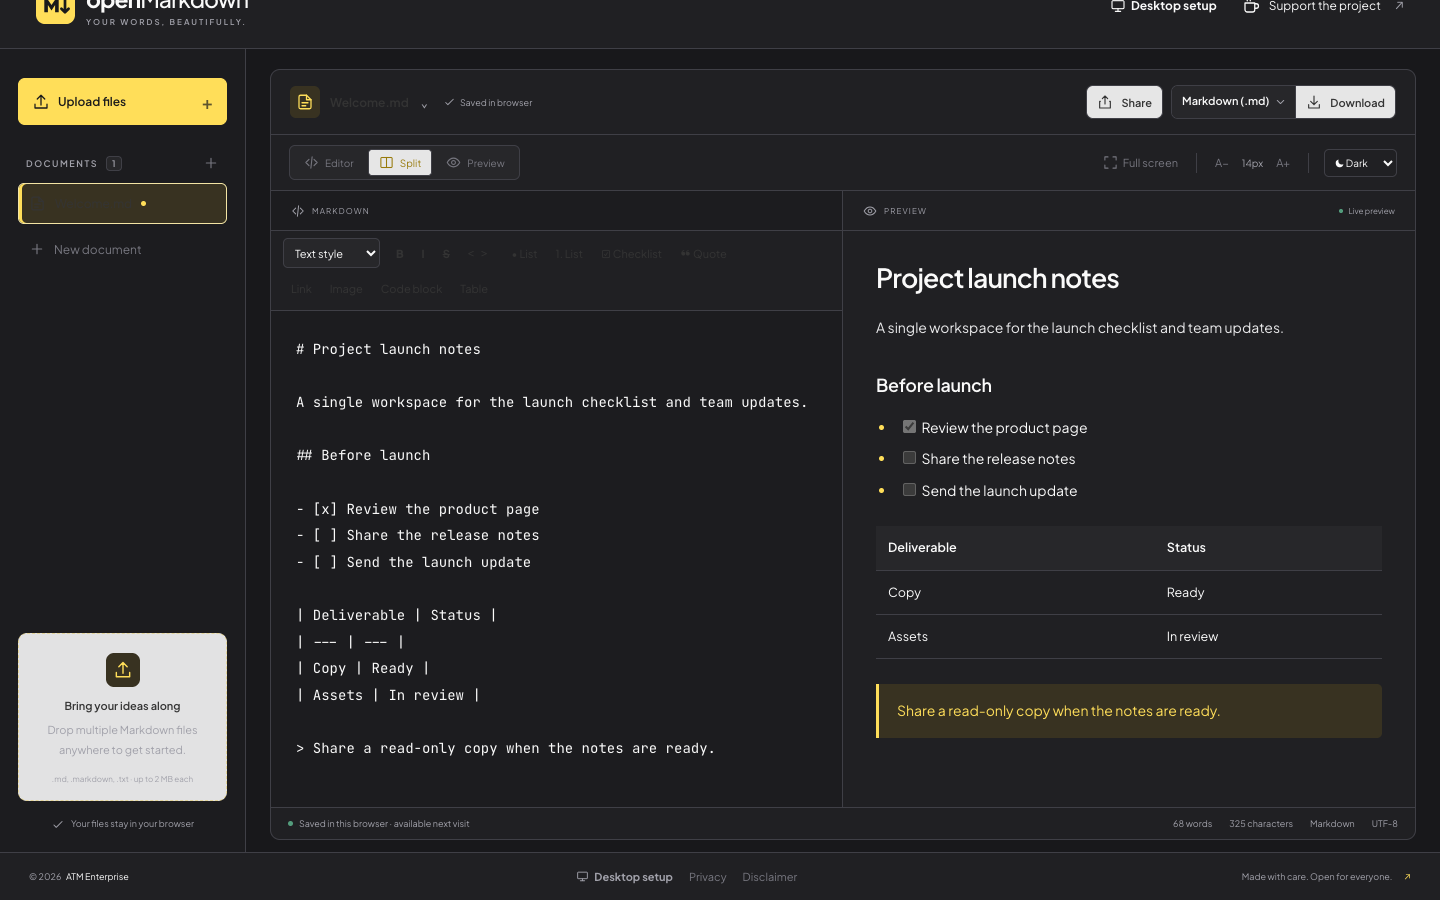 M↓ openMarkdown
YOUR WORDS, BEAUTIFULLY.
Desktop setup
Support the project
Upload files
DOCUMENTS 1
New document
Bring your ideas along
Drop multiple Markdown files
anywhere to get started.
.md, .markdown, .txt · up to 2 MB each
Your files stay in your browser
Welcome.md
Saved in browser
Share
Markdown (.md)
Download
Editor
Split
Preview
Full screen
A− 14px A+
Dark
MARKDOWN
Text style B I S < > • List 1. List ☑ Checklist ❝ Quote
Link Image Code block Table
# Project launch notes
A single workspace for the launch checklist and team updates.
## Before launch
- [x] Review the product page
- [ ] Share the release notes
- [ ] Send the launch update
| Deliverable | Status |
| --- | --- |
| Copy | Ready |
| Assets | In review |
> Share a read-only copy when the notes are ready.
PREVIEW
Live preview
Project launch notes
A single workspace for the launch checklist and team updates.
Before launch
Review the product page
Share the release notes
Send the launch update
Deliverable Status
Copy Ready
Assets In review
Share a read-only copy when the notes are ready.
Saved in this browser · available next visit
68 words 325 characters Markdown UTF-8
© 2026 ATM Enterprise
Desktop setup Privacy Disclaimer
Made with care. Open for everyone.